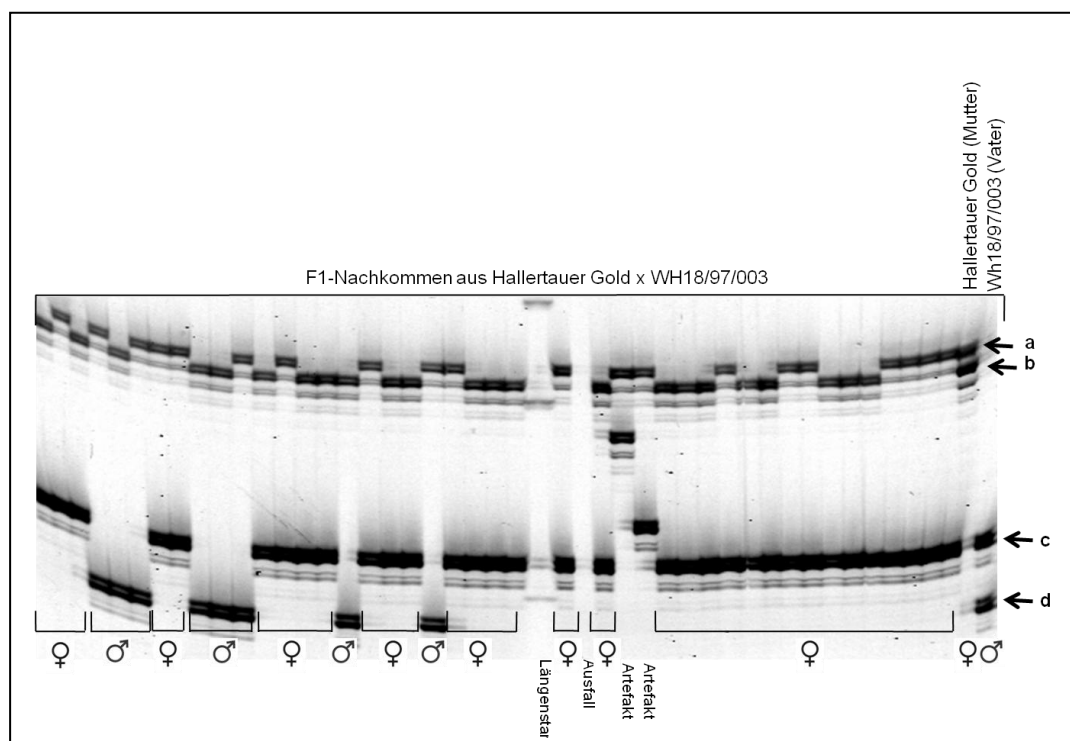 Hallertauer Gold (Mutter)
Wh18/97/003 (Vater)
F1-Nachkommen aus Hallertauer Gold x WH18/97/003
a
b
c
d
♀ ♂ ♀ ♂ ♀ ♂ ♀ ♂ ♀ ♀ ♀ ♀ ♀♂
Längenstar
Ausfall
Artefakt
Artefakt